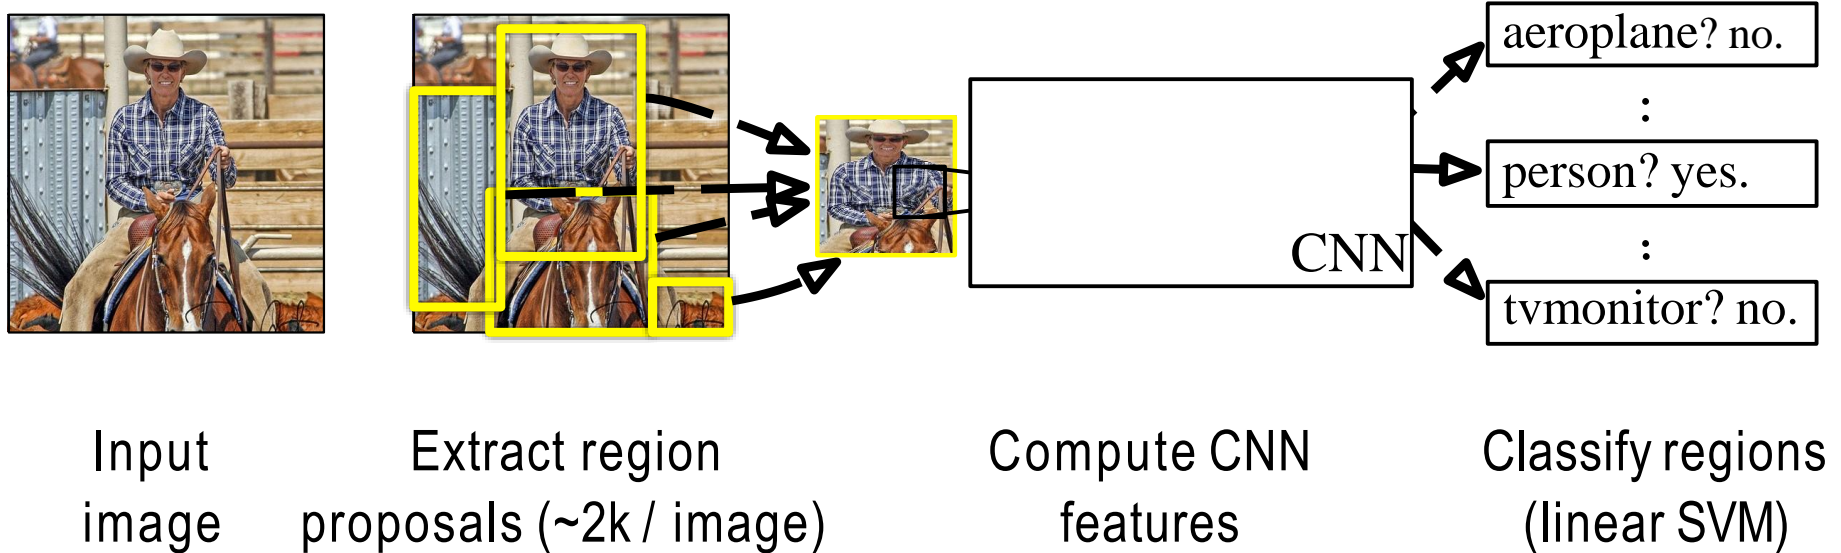 aeroplane? no.
:
person? yes.
:
tvmonitor? no.
CNN
Input
image
Extract region
proposals (~2k / image)
Compute CNN
features
Classify regions
(linear SVM)